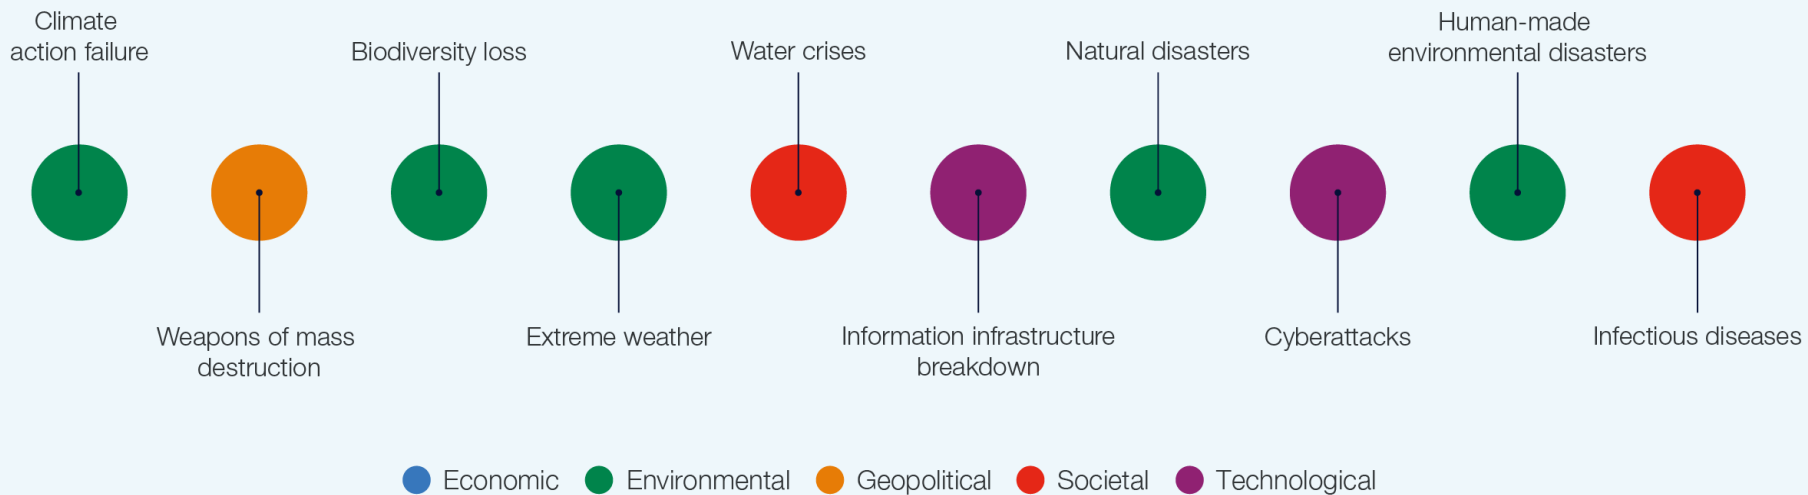 Climate
action failure
Biodiversity loss
Water crises
Natural disasters
Human-made
environmental disasters
Weapons of mass
destruction
Extreme weather
Information infrastructure
breakdown
Cyberattacks
Infectious diseases
Economic
Environmental
Geopolitical
Societal
Technological